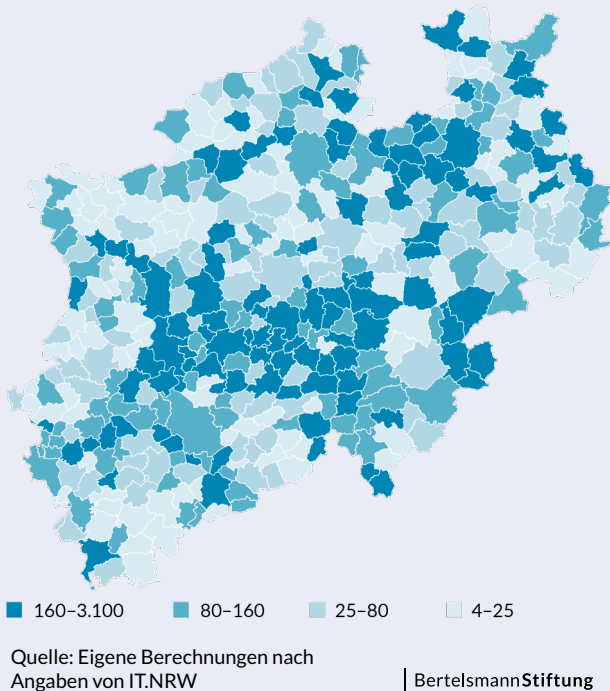 160–3.100 80–160 25–80 4–25
Quelle: Eigene Berechnungen nach
Angaben von IT.NRW
BertelsmannStiftung